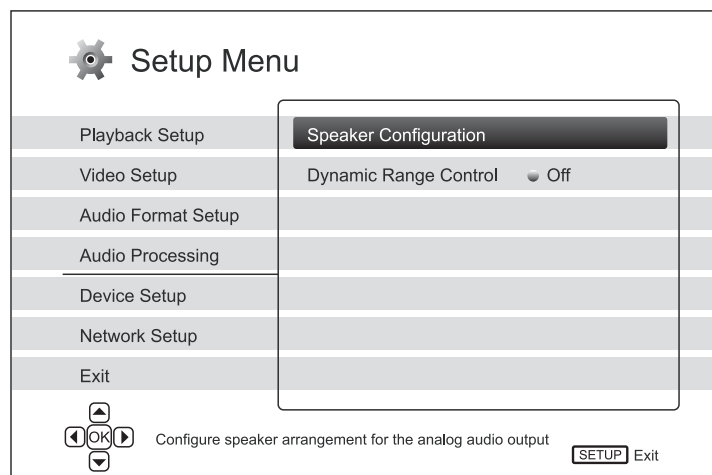 Setup Menu
Playback Setup
Speaker Configuration
Video Setup
Dynamic Range Control Off
Audio Format Setup
Audio Processing
Device Setup
Network Setup
Exit
OK
Configure speaker arrangement for the analog audio output
SETUP Exit